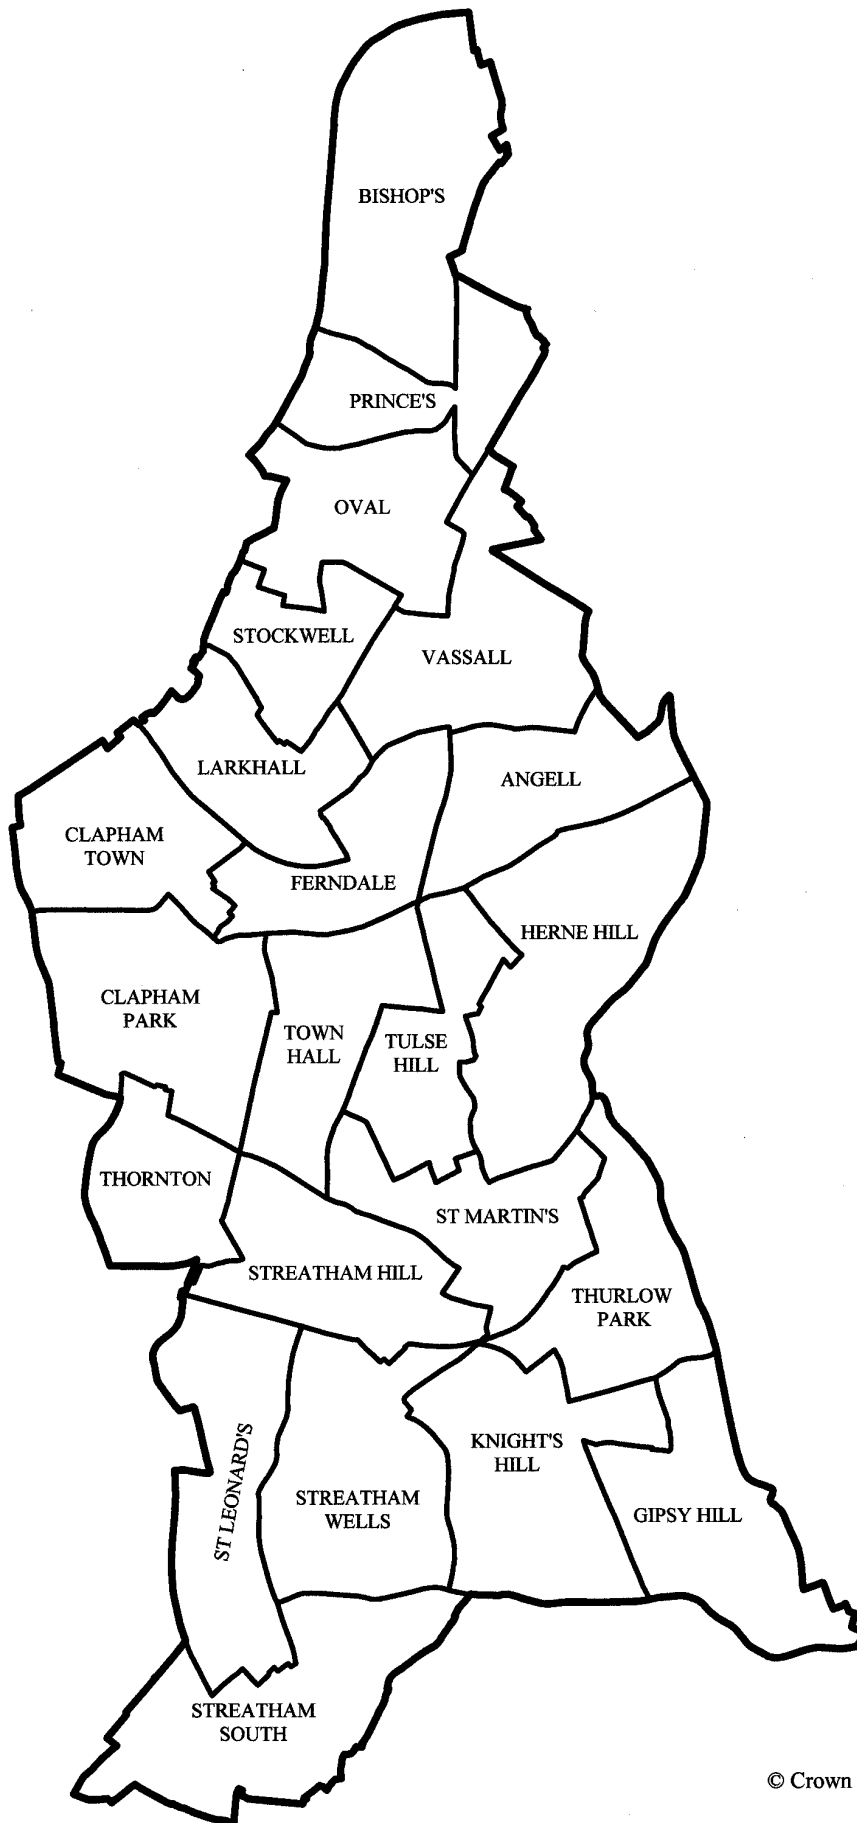 BISHOP'S
PRINCE'S
OVAL
STOCKWELL
VASSALL
LARKHALL
ANGELL
CLAPHAM
TOWN
FERNDALE
HERNE HILL
CLAPHAM
PARK
TOWN
HALL
TULSE
HILL
THORNTON
ST MARTIN'S
STREATHAM HILL
THURLOW
PARK
ST LEONARD'S
KNIGHT'S
HILL
STREATHAM
WELLS
GIPSY HILL
STREATHAM
SOUTH
© Crown